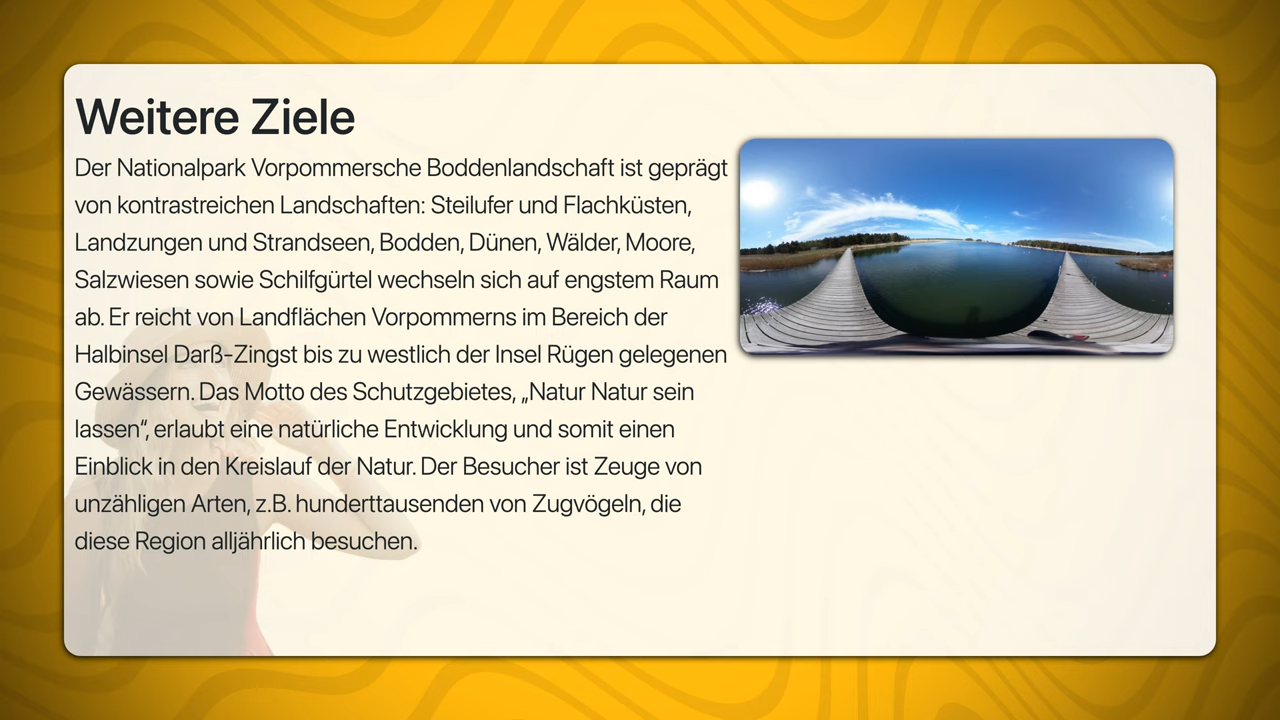 Weitere Ziele
Der Nationalpark Vorpommersche Boddenlandschaft ist geprägt
von kontrastreichen Landschaften: Steilufer und Flachküsten,
Landzungen und Strandseen, Bodden, Dünen, Wälder, Moore,
Salzwiesen sowie Schilfgürtel wechseln sich auf engstem Raum
ab. Er reicht von Landflächen Vorpommerns im Bereich der
Halbinsel Darß-Zingst bis zu westlich der Insel Rügen gelegenen
Gewässern. Das Motto des Schutzgebietes, „Natur Natur sein
lassen“, erlaubt eine natürliche Entwicklung und somit einen
Einblick in den Kreislauf der Natur. Der Besucher ist Zeuge von
unzähligen Arten, z.B. hunderttausenden von Zugvögeln, die
diese Region alljährlich besuchen.